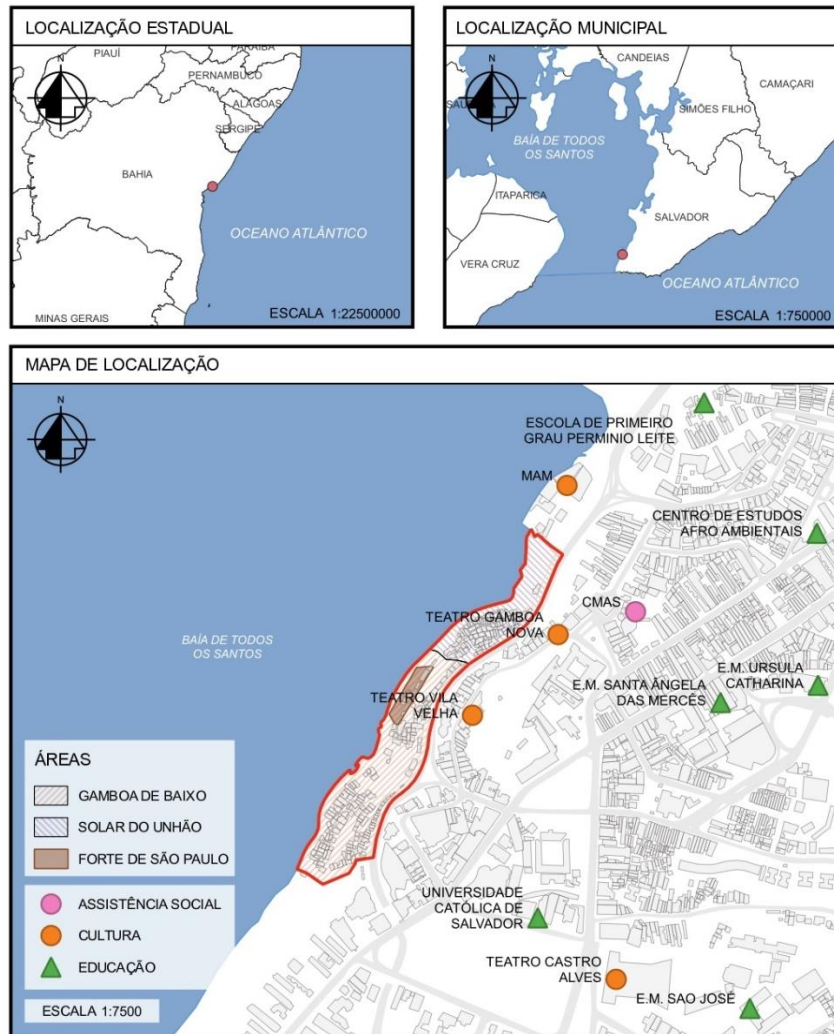 LOCALIZAÇÃO ESTADUAL
N
PIAUÍ
PARAÍBA
PERNAMBUCO
ALAGOAS
SERGIPE
BAHIA
OCEANO ATLÂNTICO
MINAS GERAIS
ESCALA 1:22500000
LOCALIZAÇÃO MUNICIPAL
N
CANDEIAS
CAMAÇARI
SIMÕES FILHO
BAÍA DE TODOS
OS SANTOS
ITAPARICA
SALVADOR
VERA CRUZ
OCEANO ATLÂNTICO
ESCALA 1:750000
MAPA DE LOCALIZAÇÃO
N
ESCOLA DE PRIMEIRO
GRAU PERMINIO LEITE
MAM
CENTRO DE ESTUDOS
AFRO AMBIENTAIS
CMAS
TEATRO GAMBOA
NOVA
BAÍA DE TODOS
OS SANTOS
E.M. URSULA
CATHARINA
E.M. SANTA ÂNGELA
DAS MERCÊS
TEATRO VILA
VELHA
ÁREAS
GAMBOA DE BAIXO
SOLAR DO UNHÃO
FORTE DE SÃO PAULO
ASSISTÊNCIA SOCIAL
CULTURA
EDUCAÇÃO
ESCALA 1:7500
UNIVERSIDADE
CATÓLICA DE
SALVADOR
TEATRO CASTRO
ALVES
E.M. SAO JOSÉ